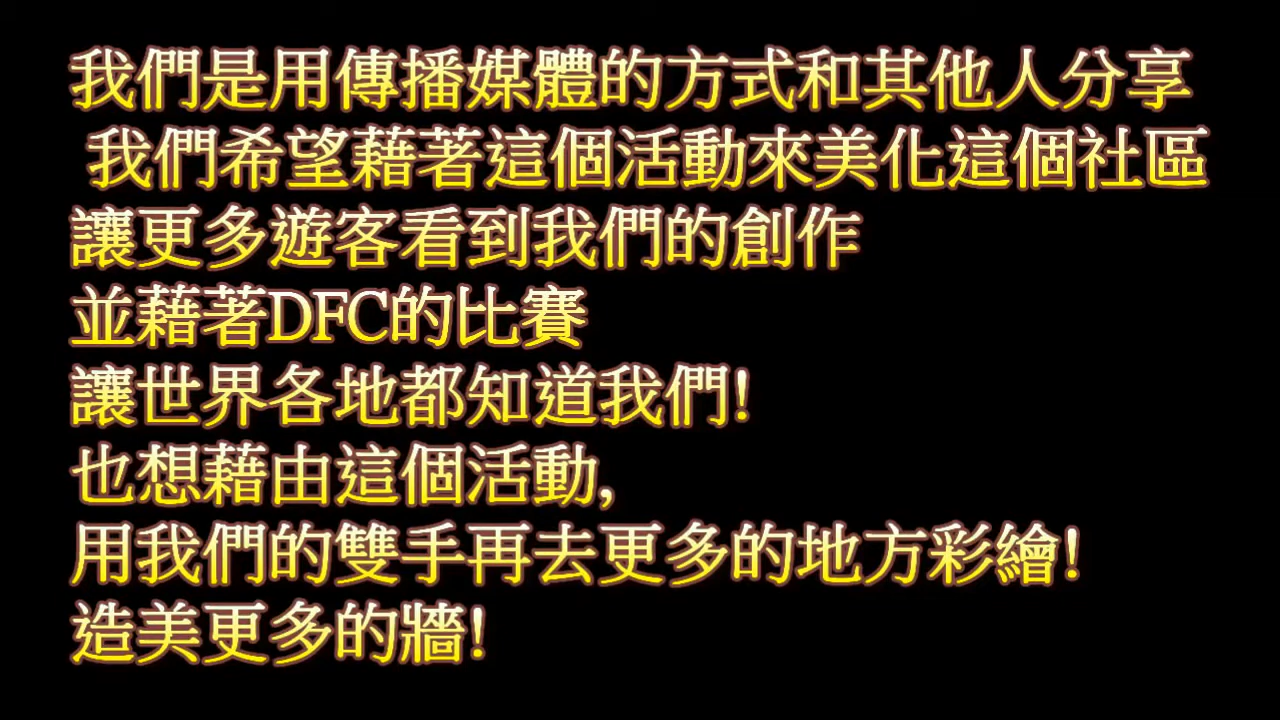 我們是用傳播媒體的方式和其他人分享
我們希望藉著這個活動來美化這個社區
讓更多遊客看到我們的創作
並藉著DFC的比賽
讓世界各地都知道我們!
也想藉由這個活動,
用我們的雙手再去更多的地方彩繪!
造美更多的牆!